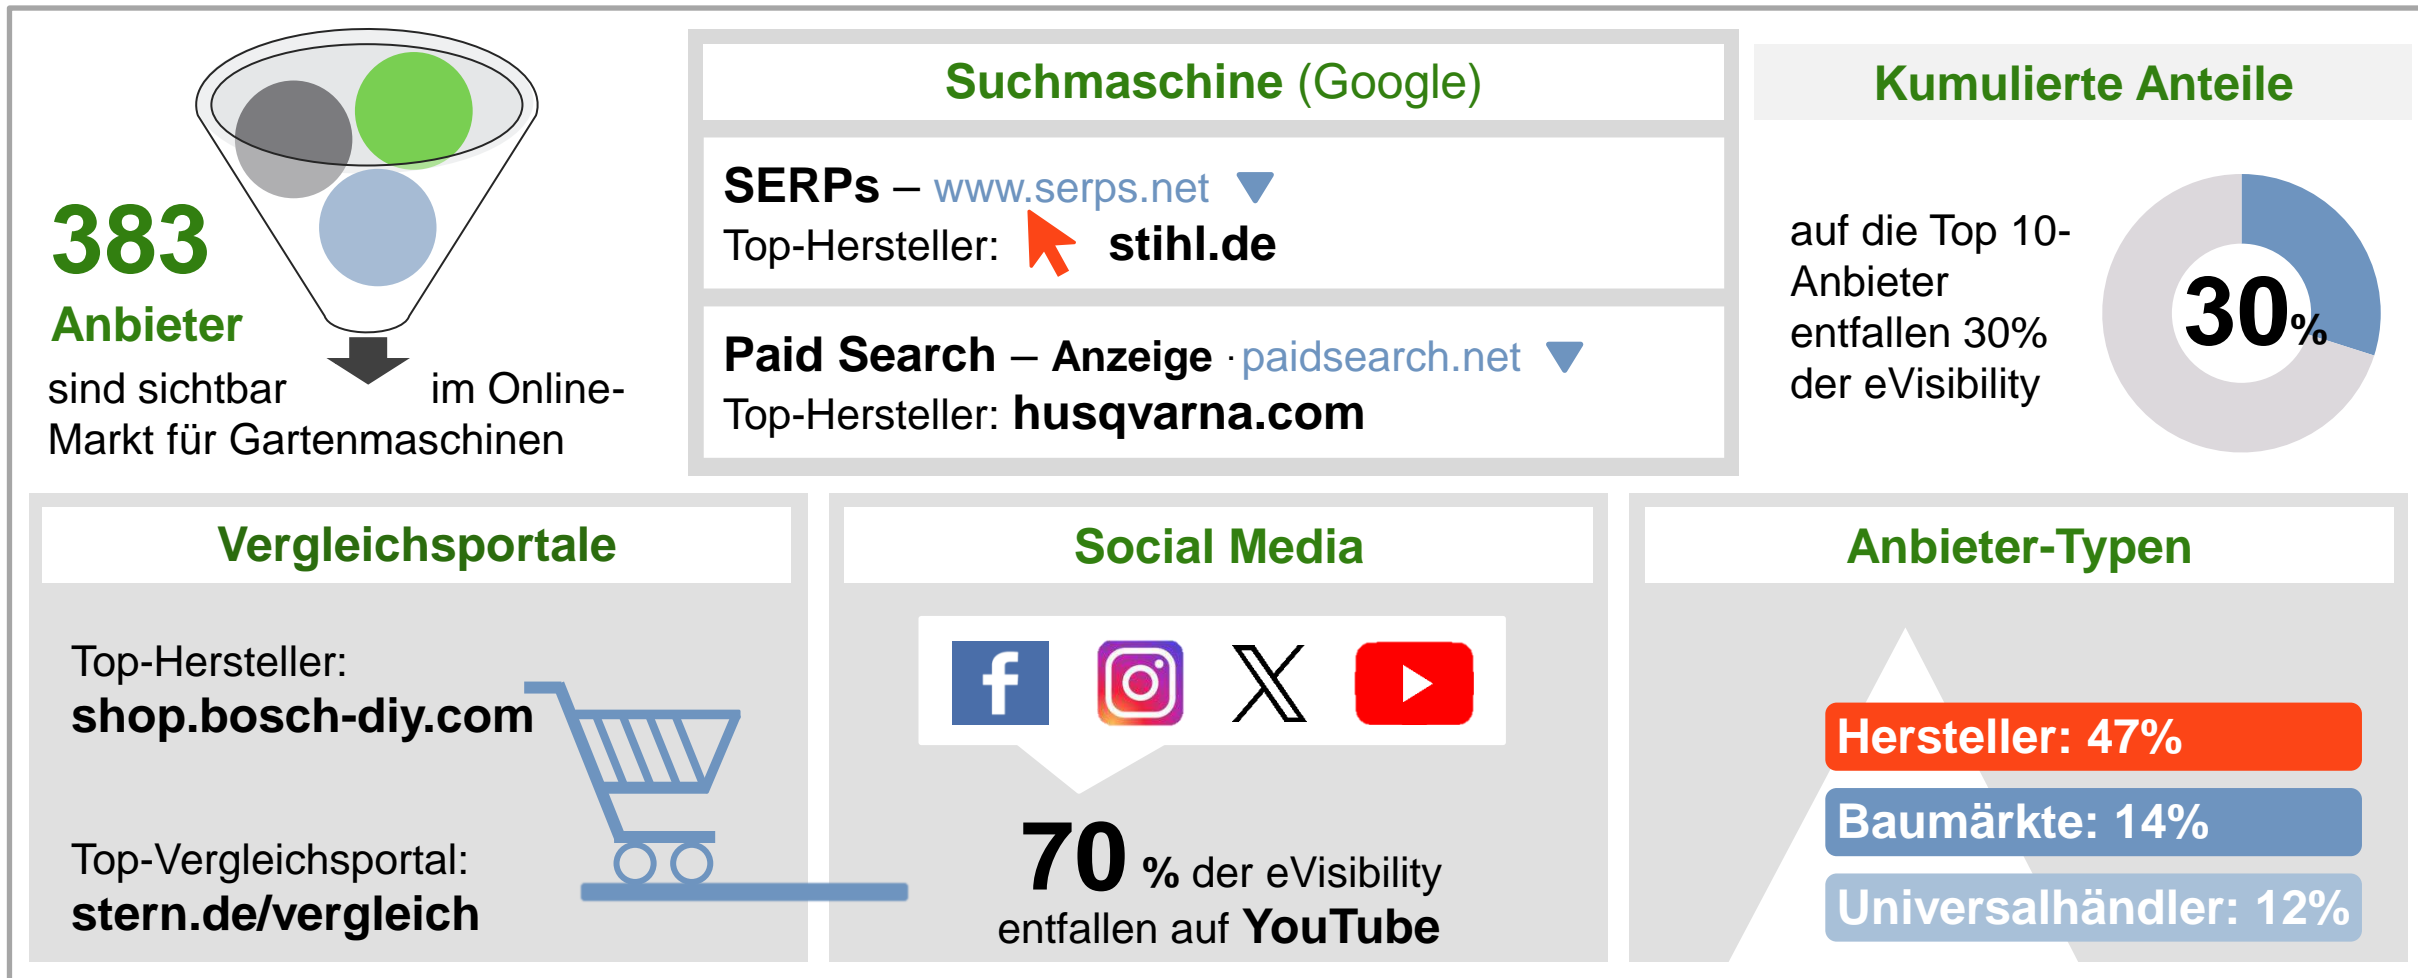 383
Anbieter
sind sichtbar im Online-
Markt für Gartenmaschinen
Suchmaschine (Google)
SERPs – www.serps.net
Top-Hersteller: stihl.de
Paid Search – Anzeige · paidsearch.net
Top-Hersteller: husqvarna.com
Kumulierte Anteile
auf die Top 10-
Anbieter
entfallen 30%
der eVisibility
30%
Vergleichsportale
Top-Hersteller:
shop.bosch-diy.com
Top-Vergleichsportal:
stern.de/vergleich
Social Media
70 % der eVisibility
entfallen auf YouTube
Anbieter-Typen
Hersteller: 47%
Baumärkte: 14%
Universalhändler: 12%